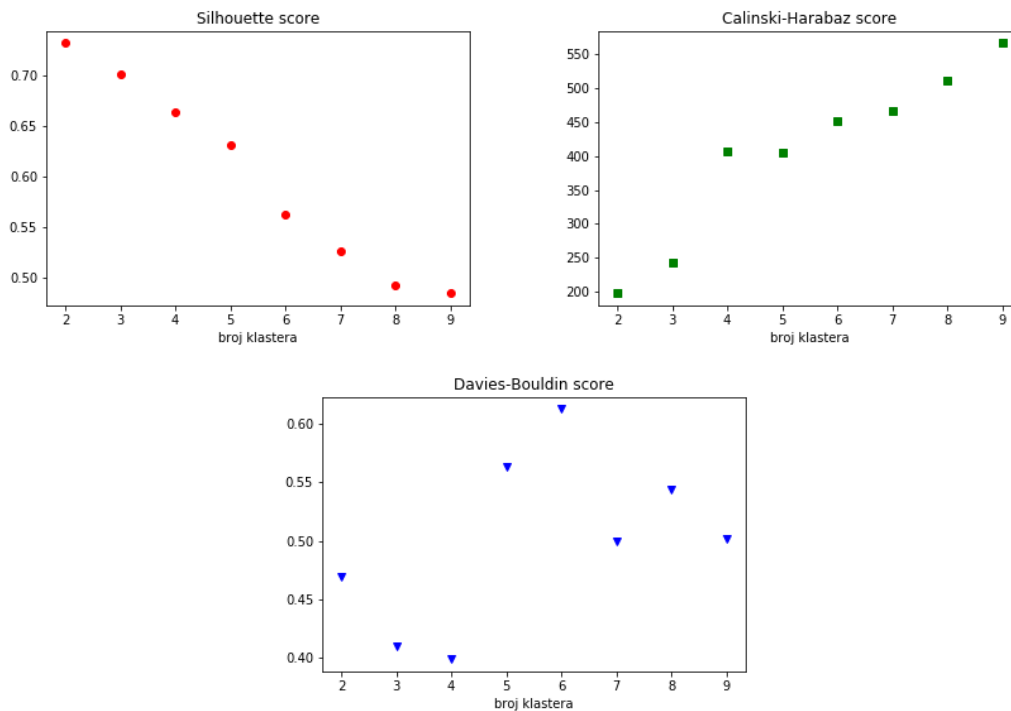 Silhouette score
0.70
0.65
0.60
0.55
0.50
2 3 4 5 6 7 8 9
broj klastera
Calinski-Harabaz score
550
500
450
400
350
300
250
200
2 3 4 5 6 7 8 9
broj klastera
Davies-Bouldin score
0.60
0.55
0.50
0.45
0.40
2 3 4 5 6 7 8 9
broj klastera